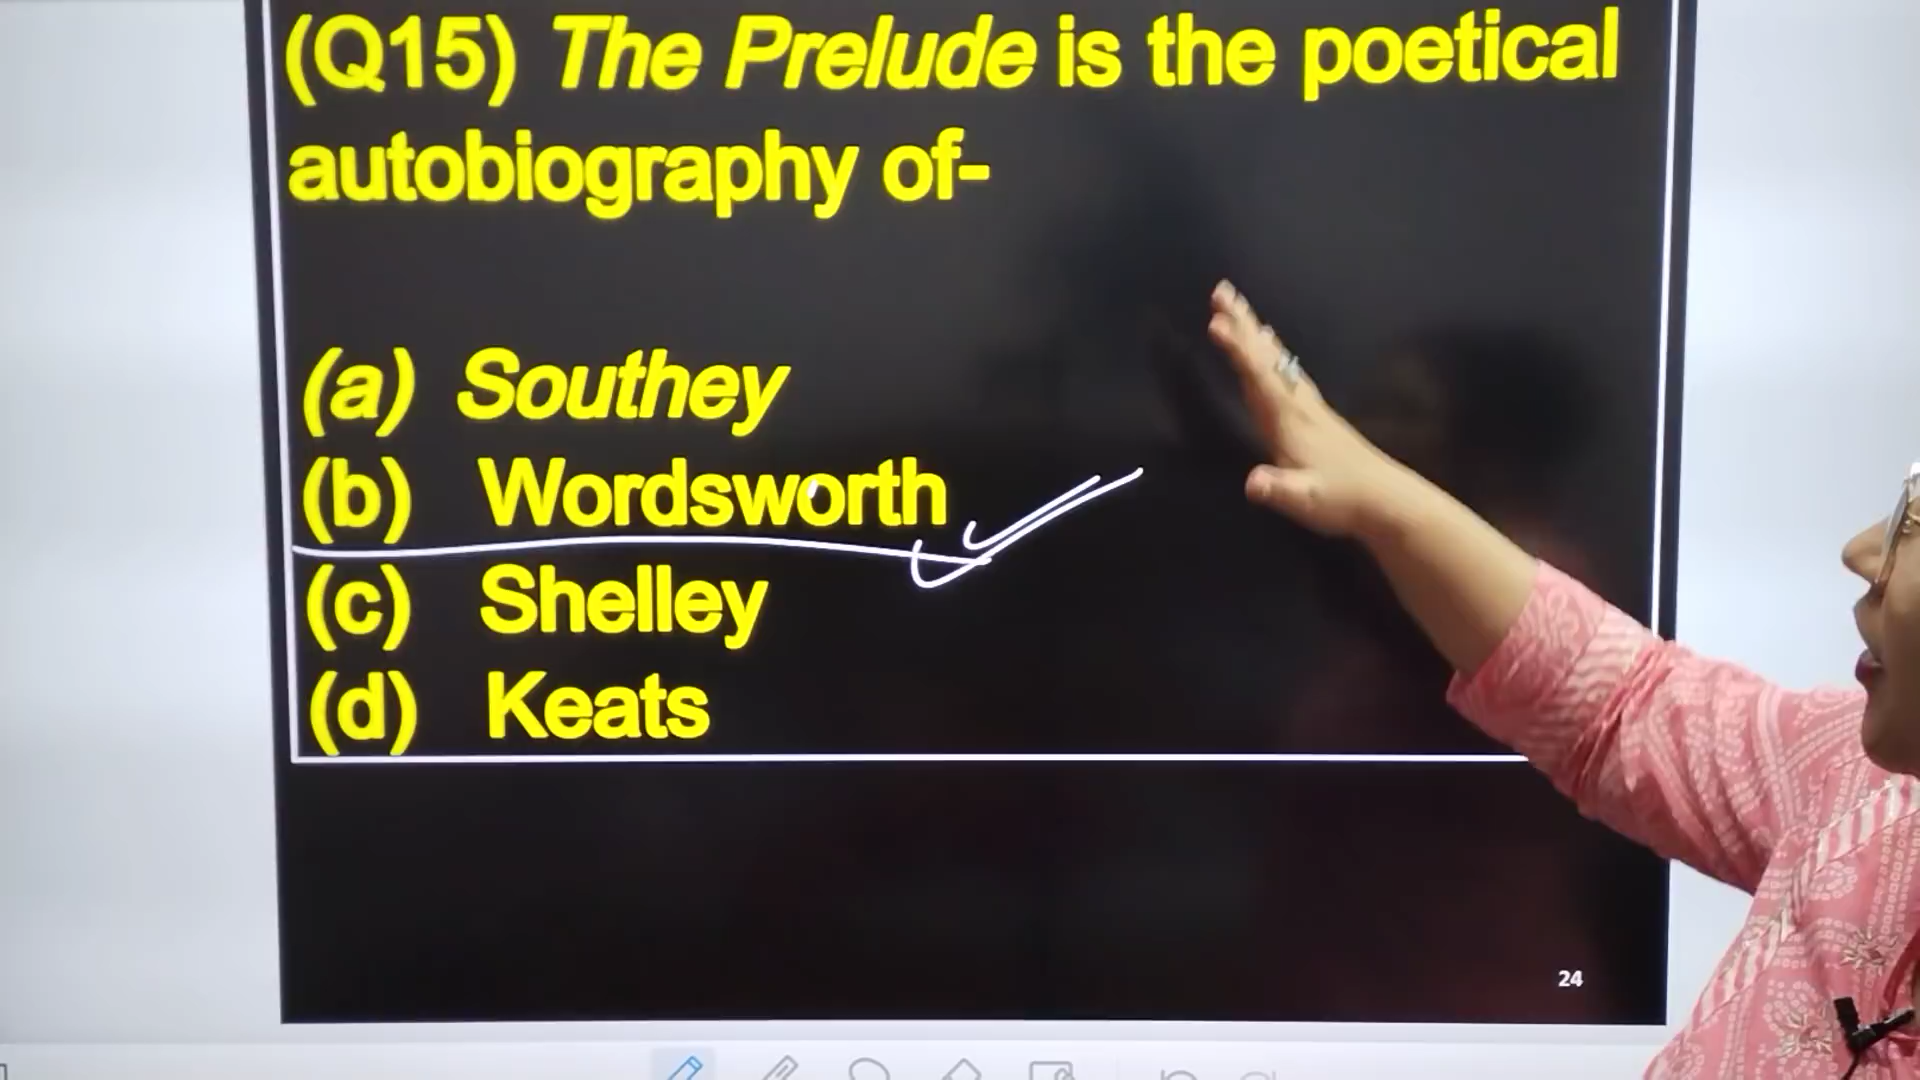 (Q15) The Prelude is the poetical
autobiography of-
(a) Southey
(b) Wordsworth
(c) Shelley
(d) Keats
24